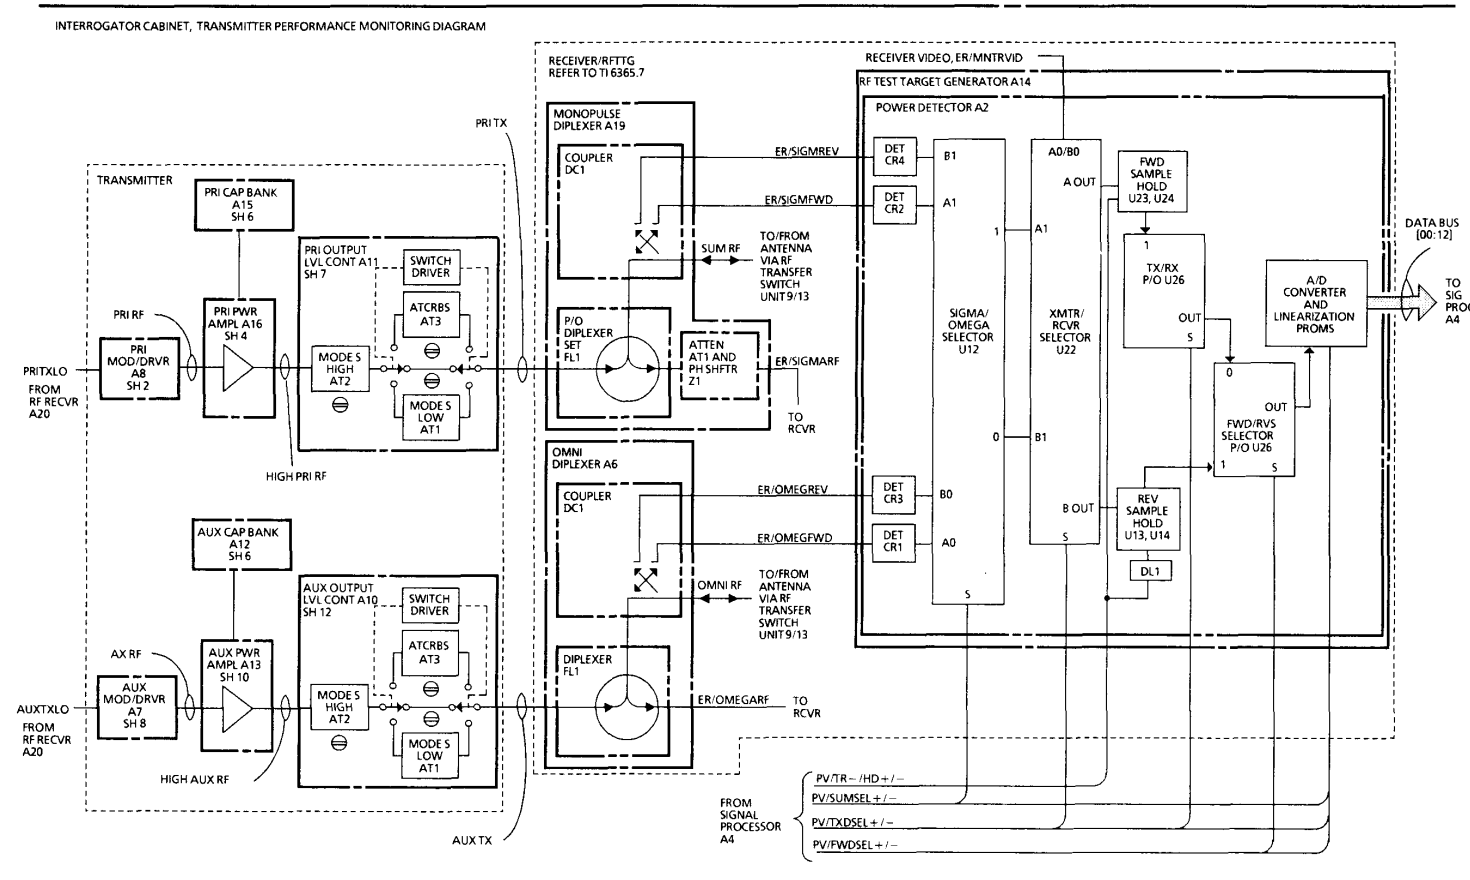 INTERROGATOR CABINET, TRANSMITTER PERFORMANCE MONITORING DIAGRAM
RECEIVER/RFTTG
REFER TO TI 6365.7
RECEIVER VIDEO, ER/MNTRVID
RF TEST TARGET GENERATOR A14
POWER DETECTOR A2
MONOPULSE
DIPLEXER A19
COUPLER
DC1
PRI TX
TRANSMITTER
PRI CAP BANK
A15
SH 6
PRI OUTPUT
LVL CONT A11
SH 7
SWITCH
DRIVER
ATCRBS
AT3
MODE S
HIGH
AT2
MODE S
LOW
AT1
PRI RF
PRI PWR
AMPL A16
SH 4
PRI
MOD/DRVR
A8
SH 2
PRITXLO
FROM
RF RECVR
A20
HIGH PRI RF
P/O
DIPLEXER
SET
FL1
ATTEN
AT1 AND
PH SHFTR
Z1
SUM RF
TO/FROM
ANTENNA
VIA RF
TRANSFER
SWITCH
UNIT 9/13
ER/SIGMREV
ER/SIGMFWD
ER/SIGMARF
TO
RCVR
DET
CR4
DET
CR2
B1
A1
1
SIGMA/
OMEGA
SELECTOR
U12
0
B0
A0
S
A0/B0
A OUT
A1
XMTR/
RCVR
SELECTOR
U22
B1
B OUT
S
FWD
SAMPLE
HOLD
U23, U24
1
TX/RX
P/O U26
OUT
S
0
OUT
FWD/RVS
SELECTOR
P/O U26
1
S
A/D
CONVERTER
AND
LINEARIZATION
PROMS
DATA BUS
[00:12]
TO
SIG
A4
REV
SAMPLE
HOLD
U13, U14
DL1
OMNI
DIPLEXER A6
COUPLER
DC1
ER/OMEGREV
ER/OMEGFWD
DET
CR3
DET
CR1
OMNI RF
TO/FROM
ANTENNA
VIA RF
TRANSFER
SWITCH
UNIT 9/13
DIPLEXER
FL1
ER/OMEGARF
TO
RCVR
AUX CAP BANK
A12
SH 6
AUX OUTPUT
LVL CONT A10
SH 12
SWITCH
DRIVER
ATCRBS
AT3
MODE S
HIGH
AT2
MODE S
LOW
AT1
AX RF
AUX PWR
AMPL A13
SH 10
AUX
MOD/DRVR
A7
SH 8
AUXTXLO
FROM
RF RECVR
A20
HIGH AUX RF
AUX TX
FROM
SIGNAL
PROCESSOR
A4
PV/TR-/HD+/-
PV/SUMSEL+/-
PV/TXDSEL+/-
PV/FWDSEL+/-